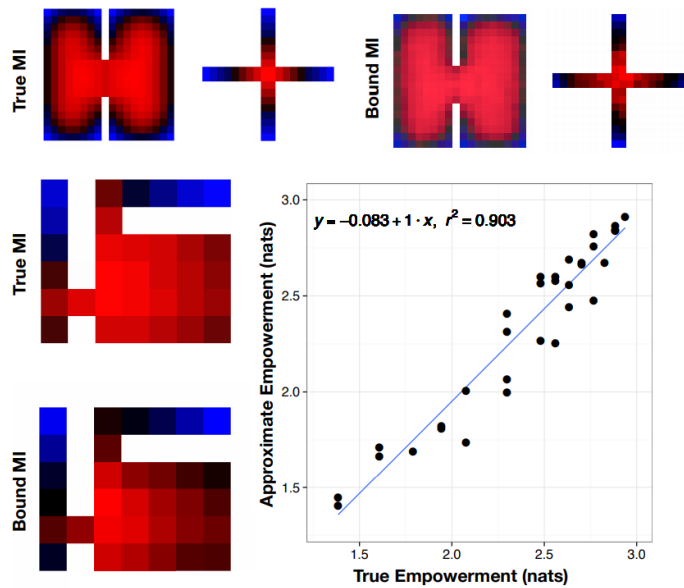 True MI
Bound MI
True MI
Bound MI
y = −0.083 + 1 · x, r² = 0.903
Approximate Empowerment (nats)
3.0
2.5
2.0
1.5
1.5 2.0 2.5 3.0
True Empowerment (nats)